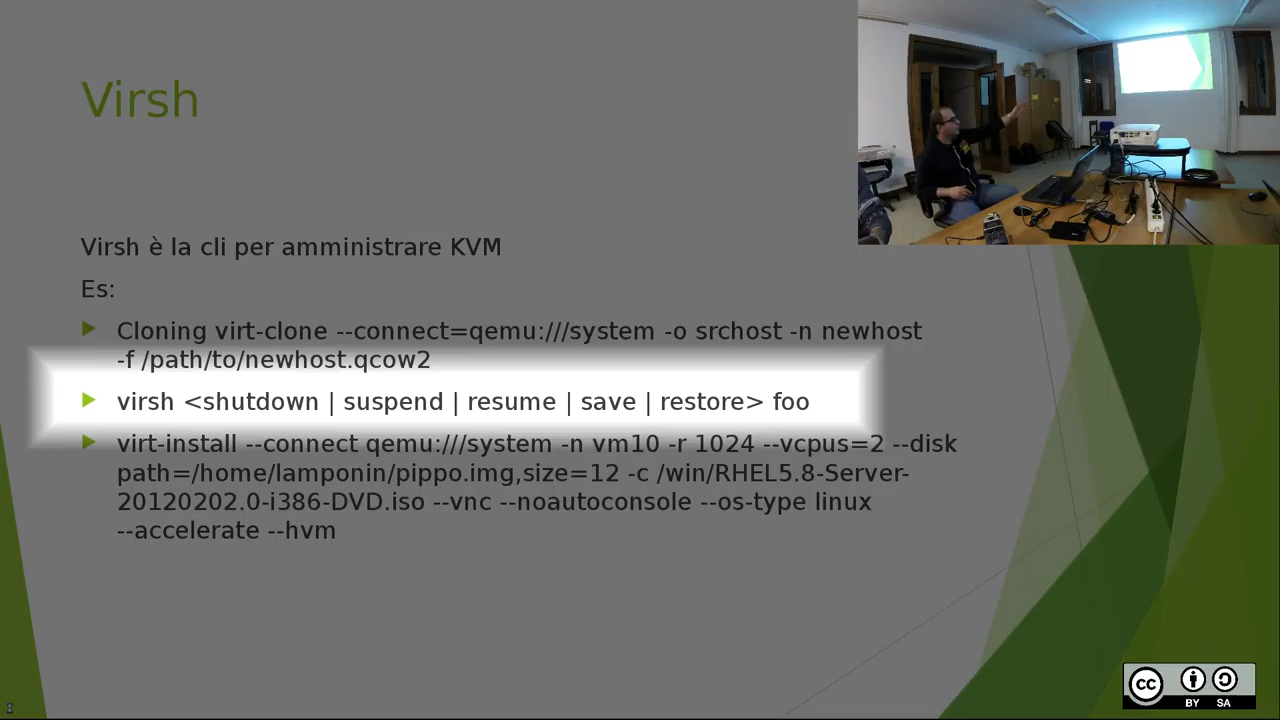 Virsh
Virsh è la cli per amministrare KVM
Es:
Cloning virt-clone --connect=qemu:///system -o srchost -n newhost
-f /path/to/newhost.qcow2
virsh <shutdown | suspend | resume | save | restore> foo
virt-install --connect qemu:///system -n vm10 -r 1024 --vcpus=2 --disk
path=/home/lamponin/pippo.img,size=12 -c /win/RHEL5.8-Server-
20120202.0-i386-DVD.iso --vnc --noautoconsole --os-type linux
--accelerate --hvm
cc
BY SA